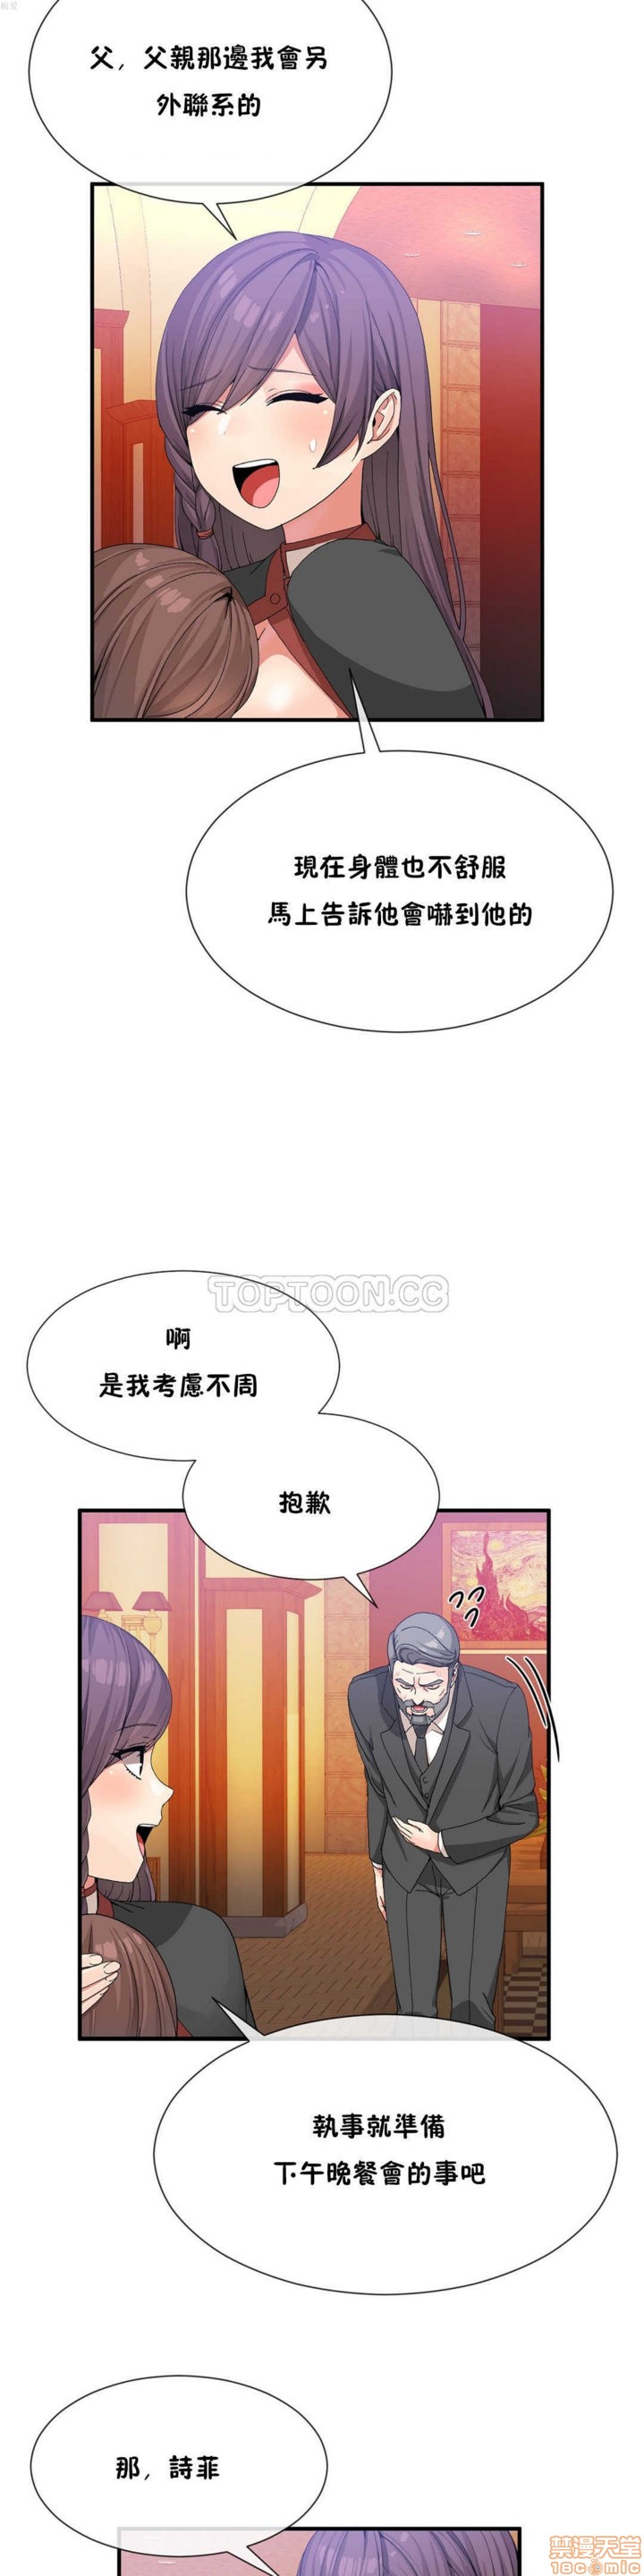 父，父親那邊我會另
外聯系的
現在身體也不舒服
馬上告訴他會嚇到他的
TOPTOON.CC
啊
是我考慮不周
抱歉
執事就準備
下午晚餐會的事吧
那，詩菲
禁漫天堂
18comic